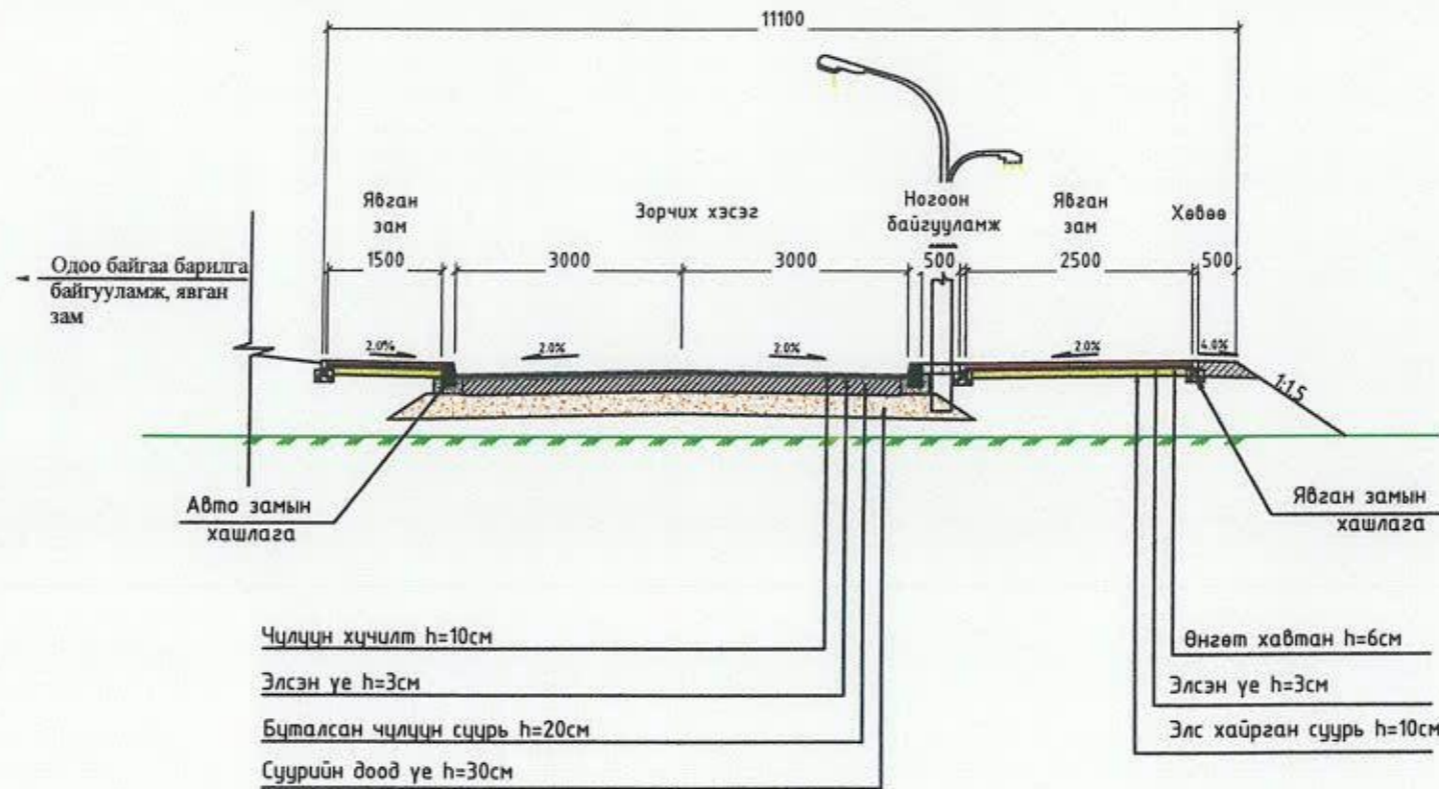 11100
Явган
зам
Зорчих хэсэг
Ногоон
байгууламж
Явган
зам
Хөвөө
1500
3000
3000
500
2500
500
Одоо байгаа барилга
байгууламж, явган
зам
2.0%
2.0%
2.0%
2.0%
4.0%
1:1.5
Авто замын
хашлага
Явган замын
хашлага
Чулуун хучилт h=10см
Элсэн үе h=3см
Буталсан чулуун суурь h=20см
Суурийн доод үе h=30см
Өнгөт хавтан h=6см
Элсэн үе h=3см
Элс хайрган суурь h=10см